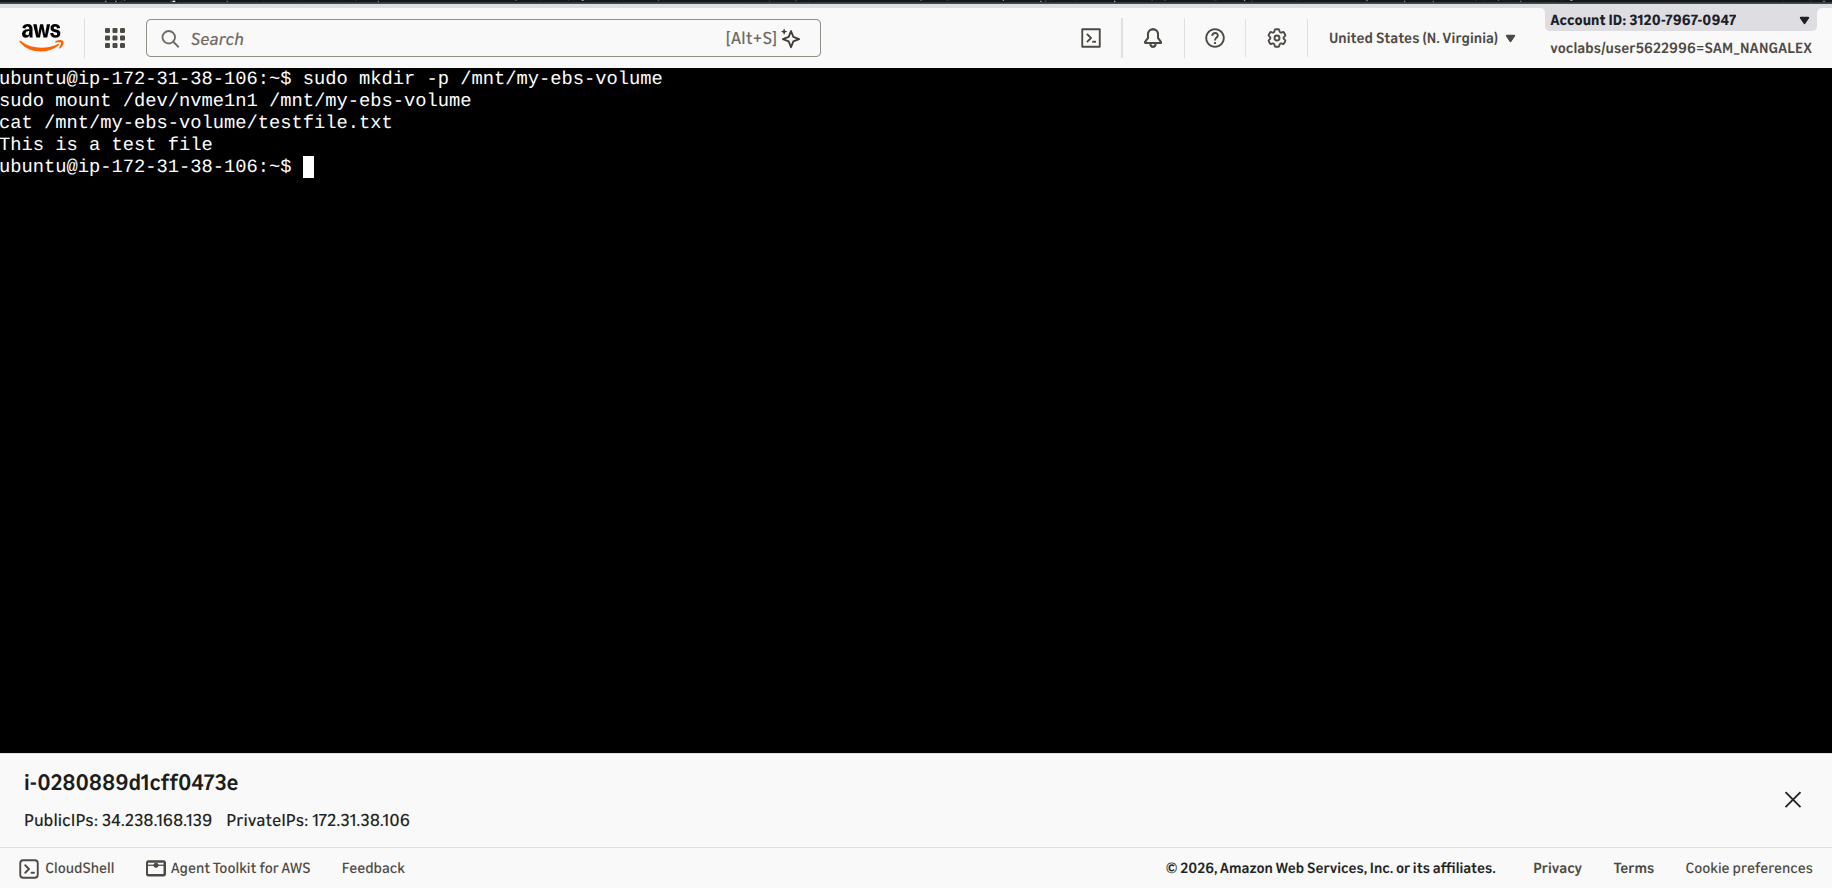 aws
Search
[Alt+S]
United States (N. Virginia)
Account ID: 3120-7967-0947
voclabs/user5622996=SAM_NANGALEX
ubuntu@ip-172-31-38-106:~$ sudo mkdir -p /mnt/my-ebs-volume
sudo mount /dev/nvme1n1 /mnt/my-ebs-volume
cat /mnt/my-ebs-volume/testfile.txt
This is a test file
ubuntu@ip-172-31-38-106:~$
i-0280889d1cff0473e
PublicIPs: 34.238.168.139 PrivateIPs: 172.31.38.106
CloudShell Agent Toolkit for AWS Feedback © 2026, Amazon Web Services, Inc. or its affiliates. Privacy Terms Cookie preferences